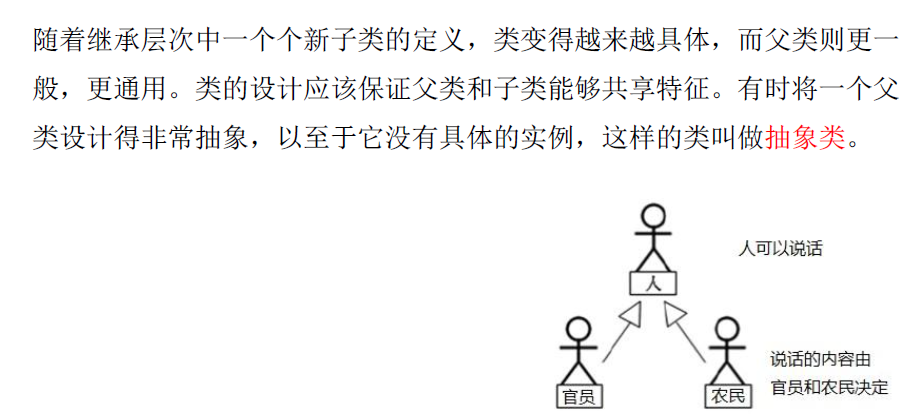 随着继承层次中一个个新子类的定义，类变得越来越具体，而父类则更一
般，更通用。类的设计应该保证父类和子类能够共享特征。有时将一个父
类设计得非常抽象，以至于它没有具体的实例，这样的类叫做抽象类。
人可以说话
人
说话的内容由
官员和农民决定
官员
农民